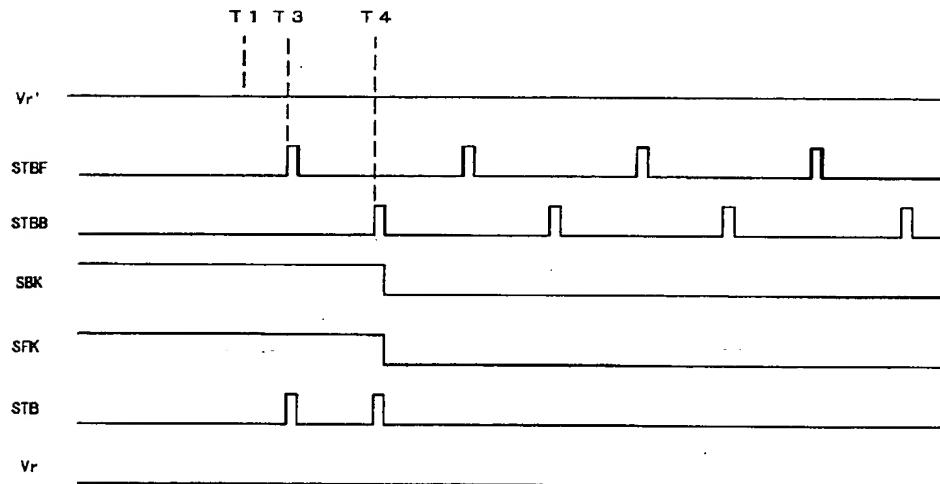 T1 T3 T4
Vr'
STBF
STBB
SBK
SFK
STB
Vr